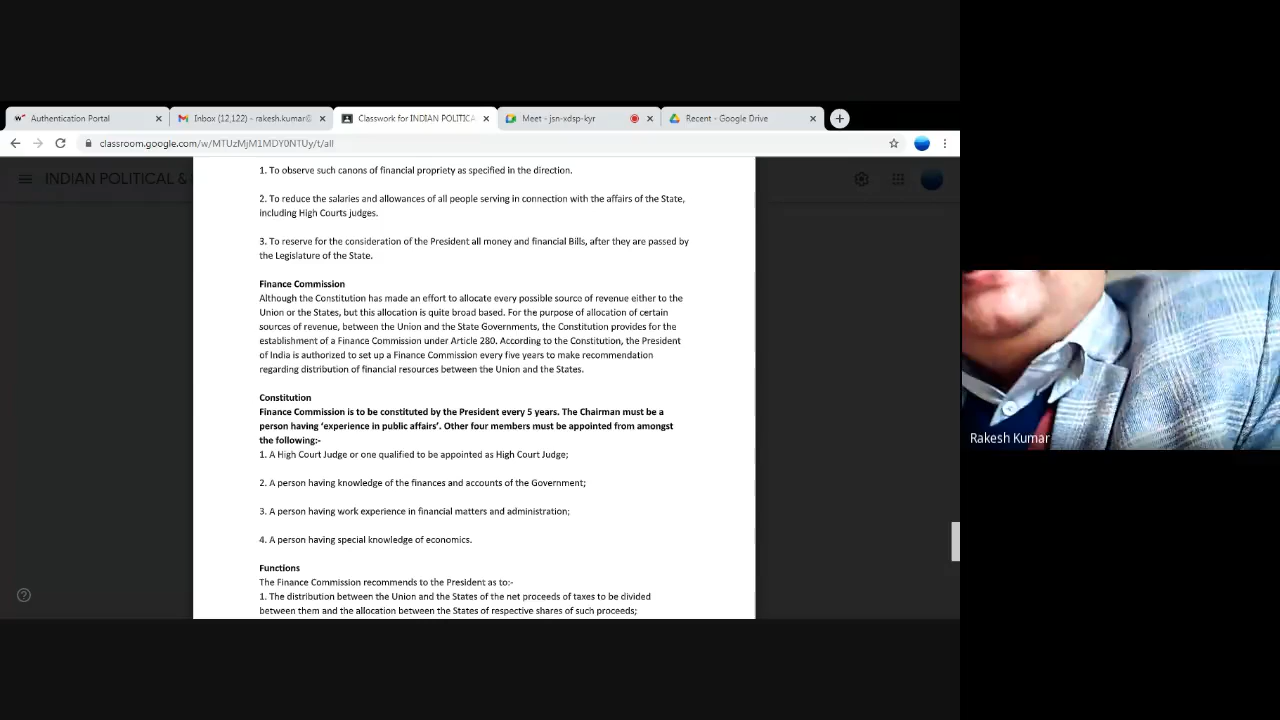 Authentication Portal
Inbox (12,122) - rakesh.kumar@
Classwork for INDIAN POLITICA
Meet - jsn-xdsp-kyr
Recent - Google Drive
classroom.google.com/w/MTUzMjM1MDY0NTUy/t/all
INDIAN POLITICAL &
1. To observe such canons of financial propriety as specified in the direction.
2. To reduce the salaries and allowances of all people serving in connection with the affairs of the State,
including High Courts judges.
3. To reserve for the consideration of the President all money and financial Bills, after they are passed by
the Legislature of the State.
Finance Commission
Although the Constitution has made an effort to allocate every possible source of revenue either to the
Union or the States, but this allocation is quite broad based. For the purpose of allocation of certain
sources of revenue, between the Union and the State Governments, the Constitution provides for the
establishment of a Finance Commission under Article 280. According to the Constitution, the President
of India is authorized to set up a Finance Commission every five years to make recommendation
regarding distribution of financial resources between the Union and the States.
Constitution
Finance Commission is to be constituted by the President every 5 years. The Chairman must be a
person having ‘experience in public affairs’. Other four members must be appointed from amongst
the following:-
1. A High Court Judge or one qualified to be appointed as High Court Judge;
2. A person having knowledge of the finances and accounts of the Government;
3. A person having work experience in financial matters and administration;
4. A person having special knowledge of economics.
Functions
The Finance Commission recommends to the President as to:-
1. The distribution between the Union and the States of the net proceeds of taxes to be divided
between them and the allocation between the States of respective shares of such proceeds;
Rakesh Kumar